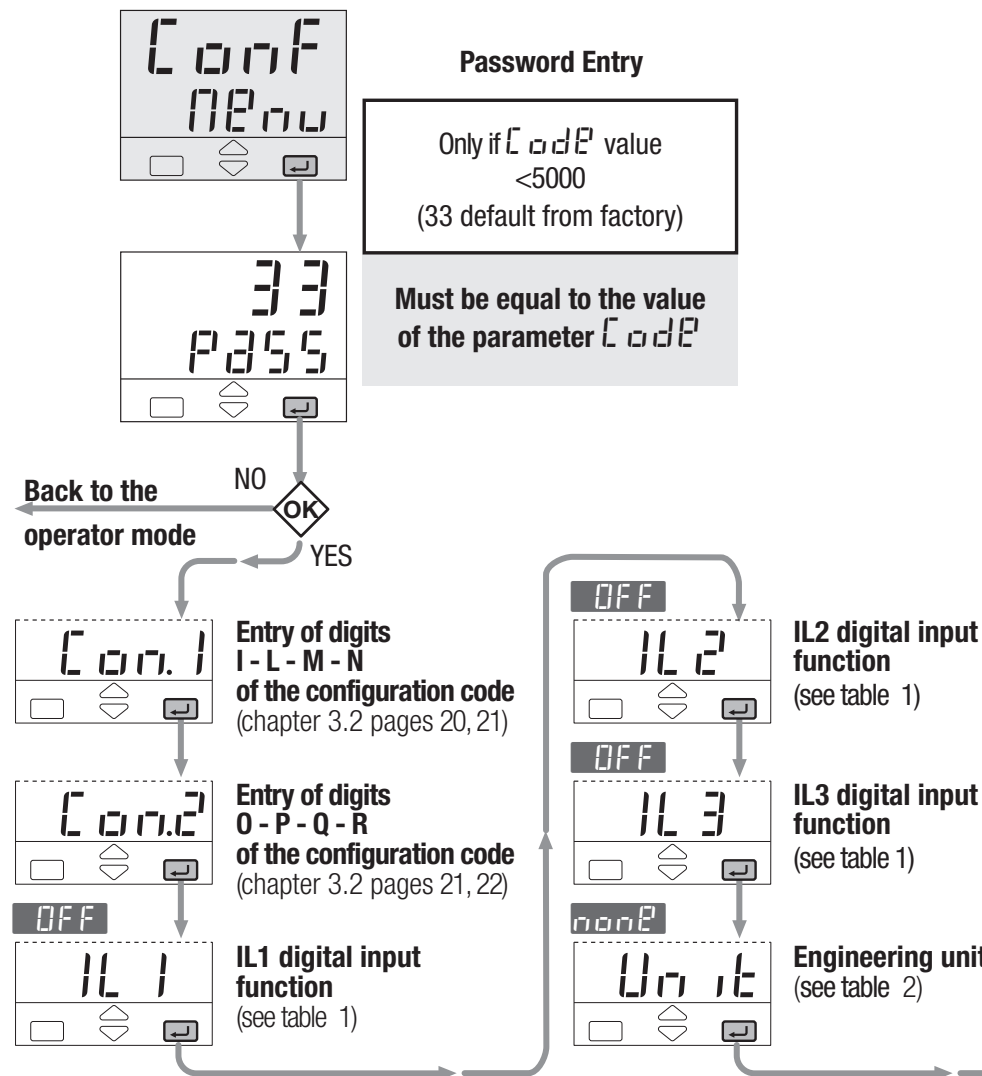 ConF
MEnu
Password Entry
Only if CodE value
<5000
(33 default from factory)
33
PASS
Must be equal to the value
of the parameter CodE
NO
OK
YES
Back to the
operator mode
Con.1
Entry of digits
I - L - M - N
of the configuration code
(chapter 3.2 pages 20, 21)
Con.2
Entry of digits
O - P - Q - R
of the configuration code
(chapter 3.2 pages 21, 22)
OFF
IL 1
IL1 digital input
function
(see table 1)
OFF
IL 2
IL2 digital input
function
(see table 1)
OFF
IL 3
IL3 digital input
function
(see table 1)
nonE
Unit
Engineering unit
(see table 2)